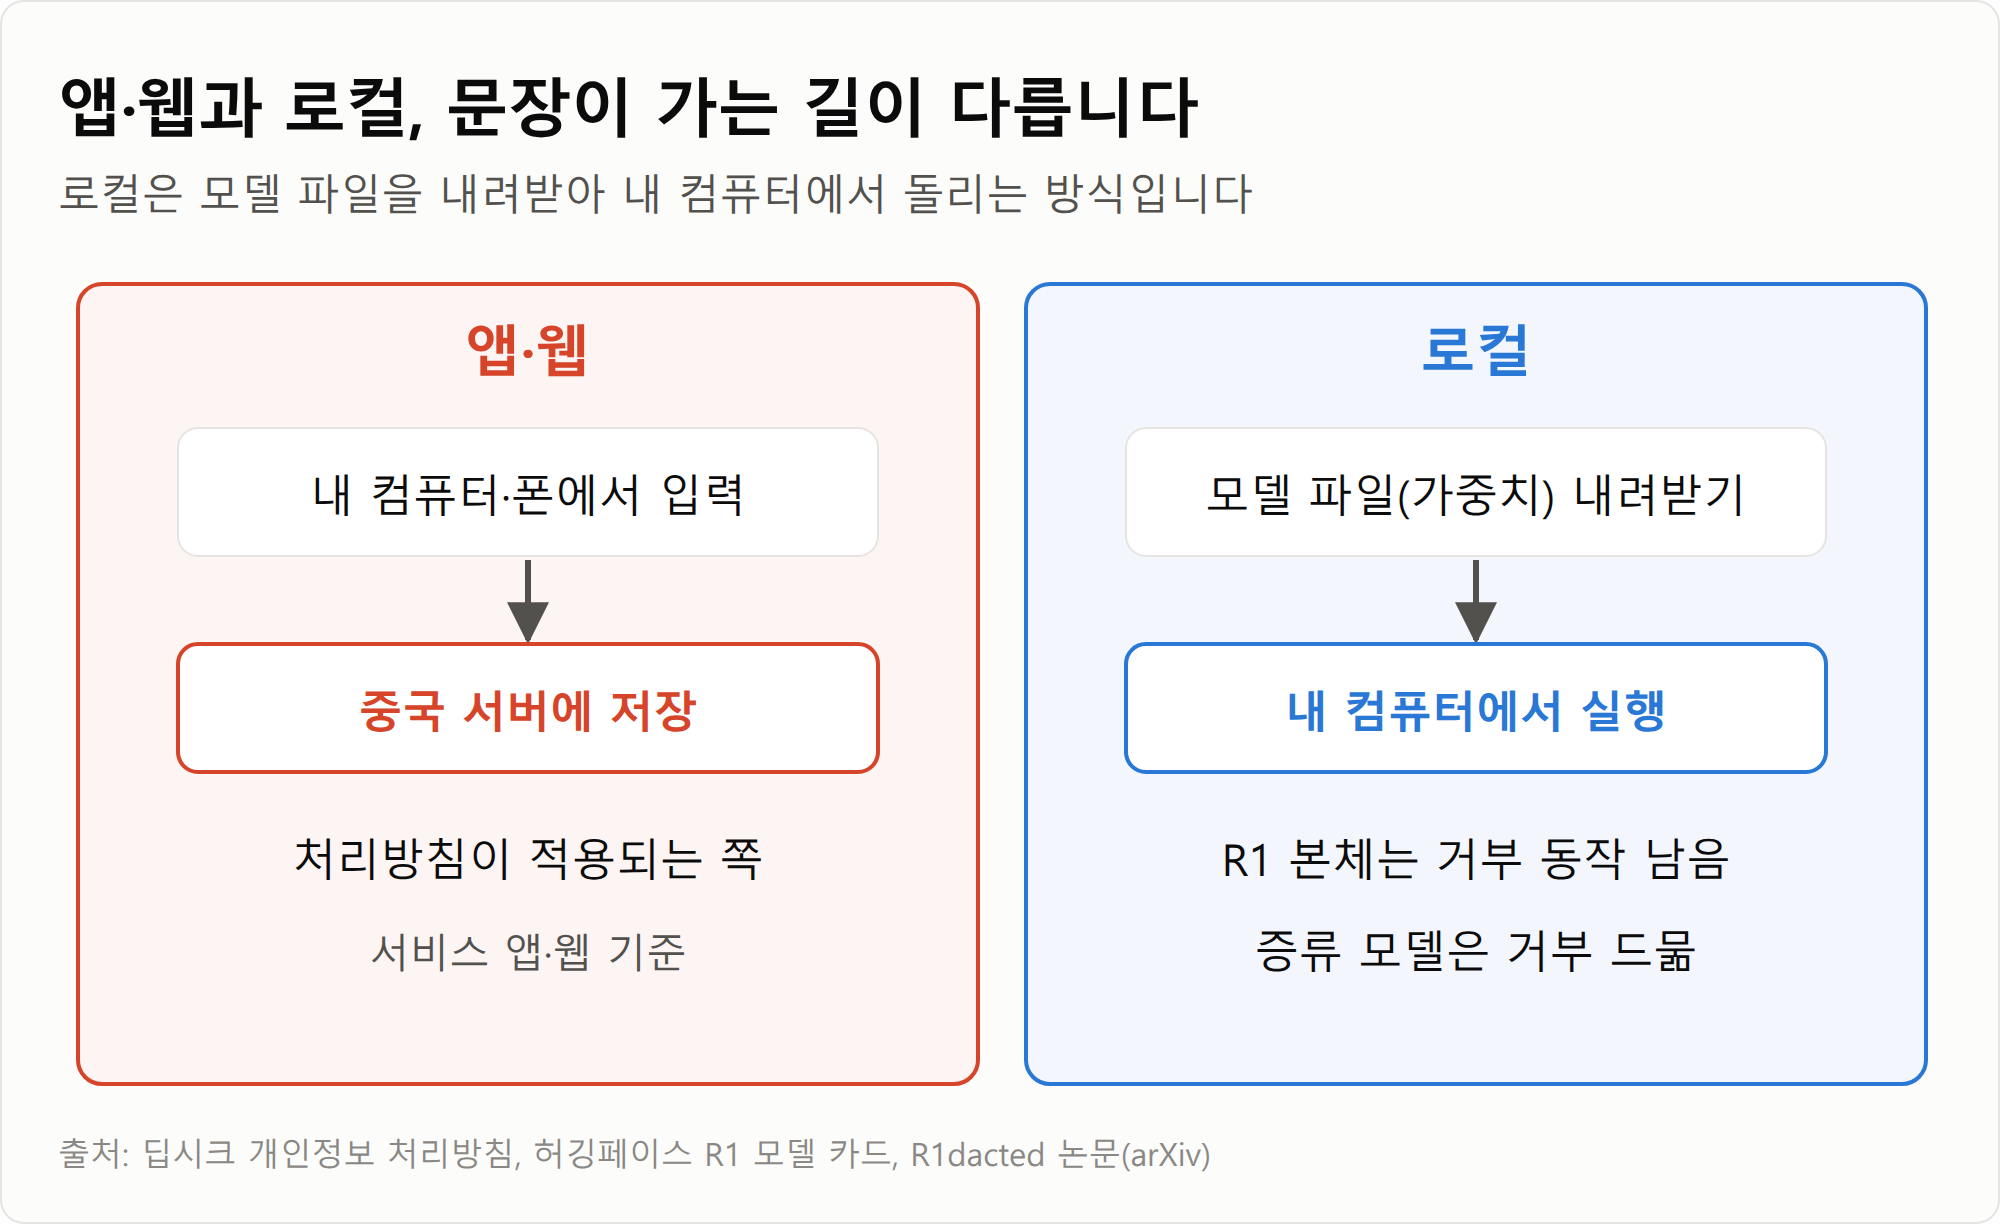 앱·웹과 로컬, 문장이 가는 길이 다릅니다
로컬은 모델 파일을 내려받아 내 컴퓨터에서 돌리는 방식입니다
앱·웹
내 컴퓨터·폰에서 입력
중국 서버에 저장
처리방침이 적용되는 쪽
서비스 앱·웹 기준
로컬
모델 파일(가중치) 내려받기
내 컴퓨터에서 실행
R1 본체는 거부 동작 남음
증류 모델은 거부 드묾
출처: 딥시크 개인정보 처리방침, 허깅페이스 R1 모델 카드, R1dacted 논문(arXiv)